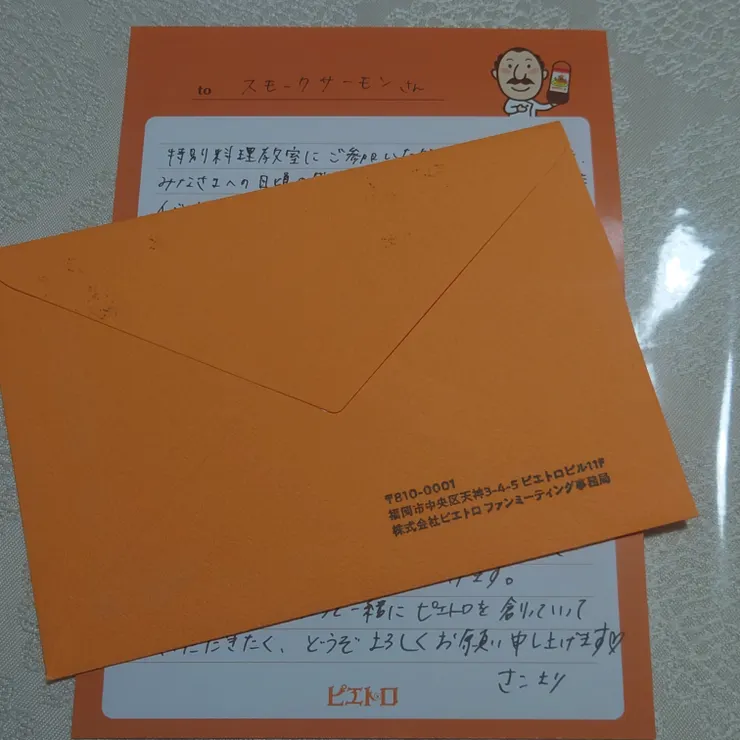 to スモークサーモンさん
特別料理教室にご参加いた
みなさまへの日頃の
〒810-0001
福岡市中央区天神3-4-5 ピエトロビル11F
株式会社ピエトロ ファンミーティング事務局
げます。
一緒に ピエトロを 創っていって
いただきたく、どうぞ よろしく お願い 申し上げます♡
さこ より
ピエトロ